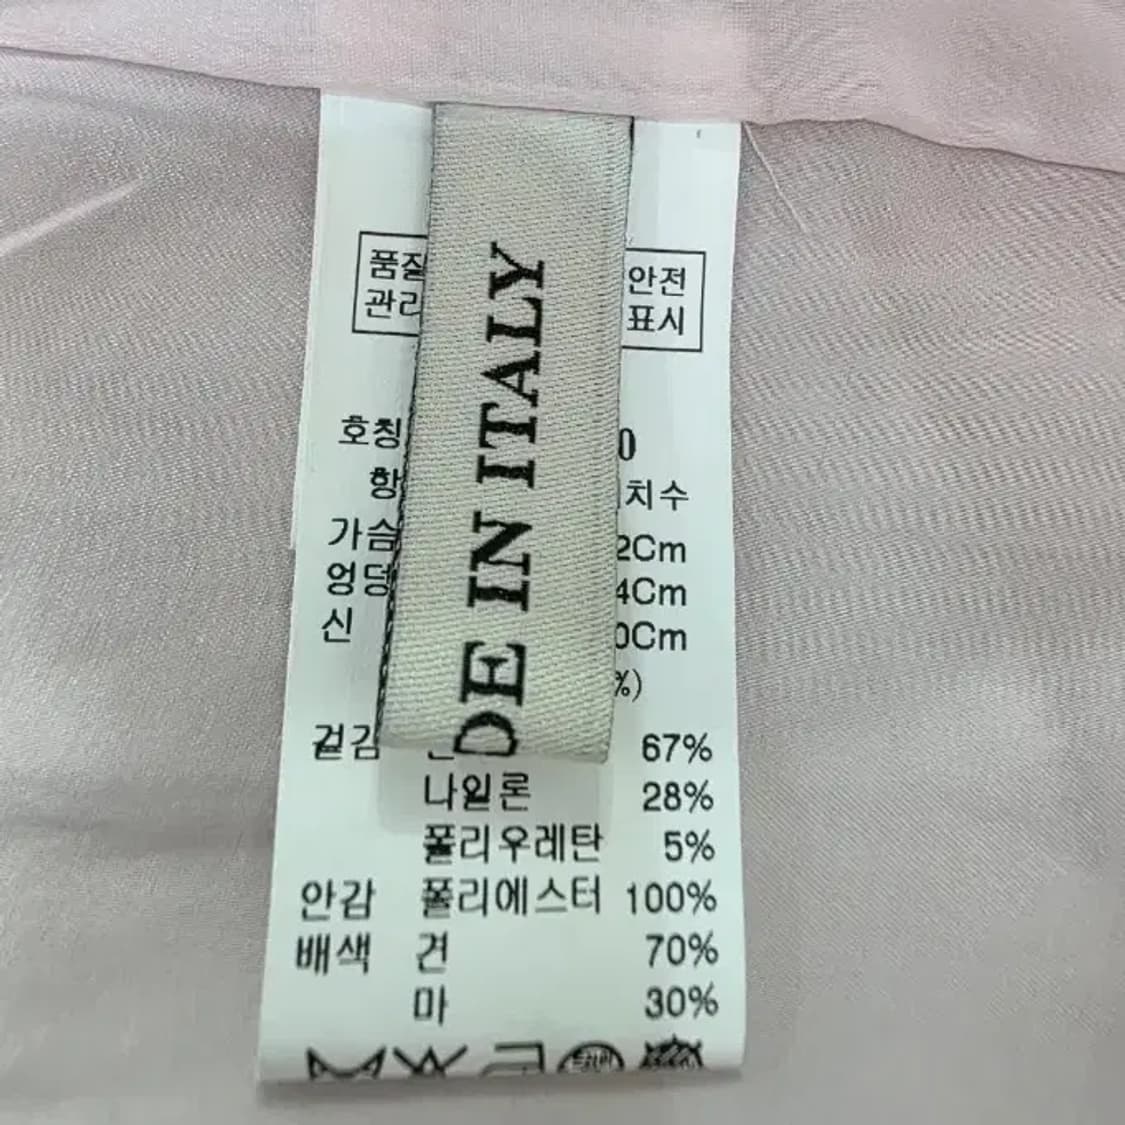 품질 안전
관리 표시
DE IN ITALY
호칭 0
항 치수
가슴 2Cm
엉덩 4Cm
신 0Cm
%)
겉감 67%
나일론 28%
폴리우레탄 5%
안감 폴리에스터 100%
배색 견 70%
마 30%